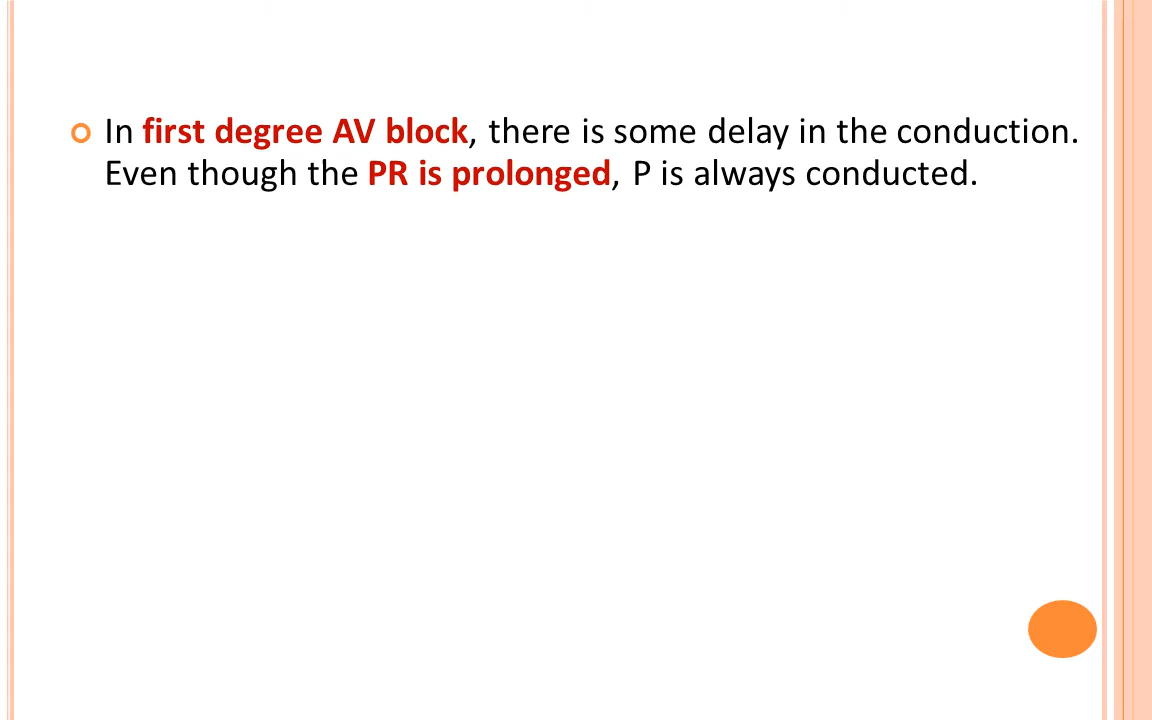 In first degree AV block, there is some delay in the conduction.
Even though the PR is prolonged, P is always conducted.